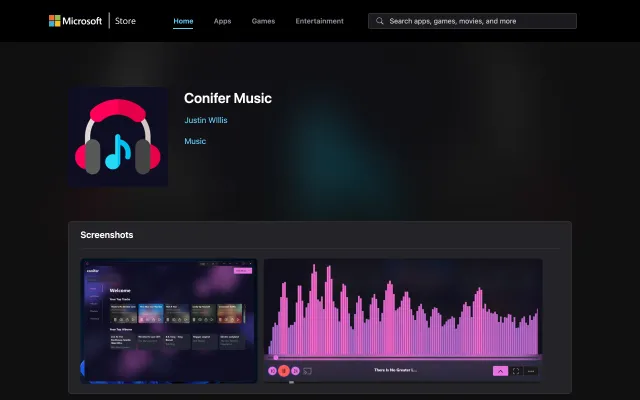 Microsoft | Store
Home
Apps
Games
Entertainment
Search apps, games, movies, and more
Conifer Music
Justin Willis
Music
Screenshots
conifer
Welcome
Your Top Tracks
Your Top Albums
There Is No Greater L...